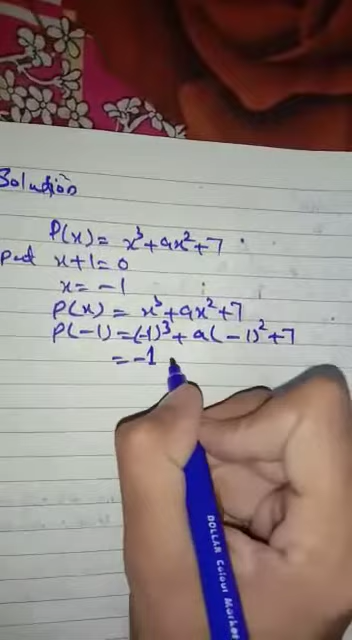 Solution
P(x) = x³+ax²+7
put x+1=0
x= -1
P(x) = x³+ax²+7
P(-1) =(-1)³+a(-1)²+7
= -1
DOLLAR Colour Marker